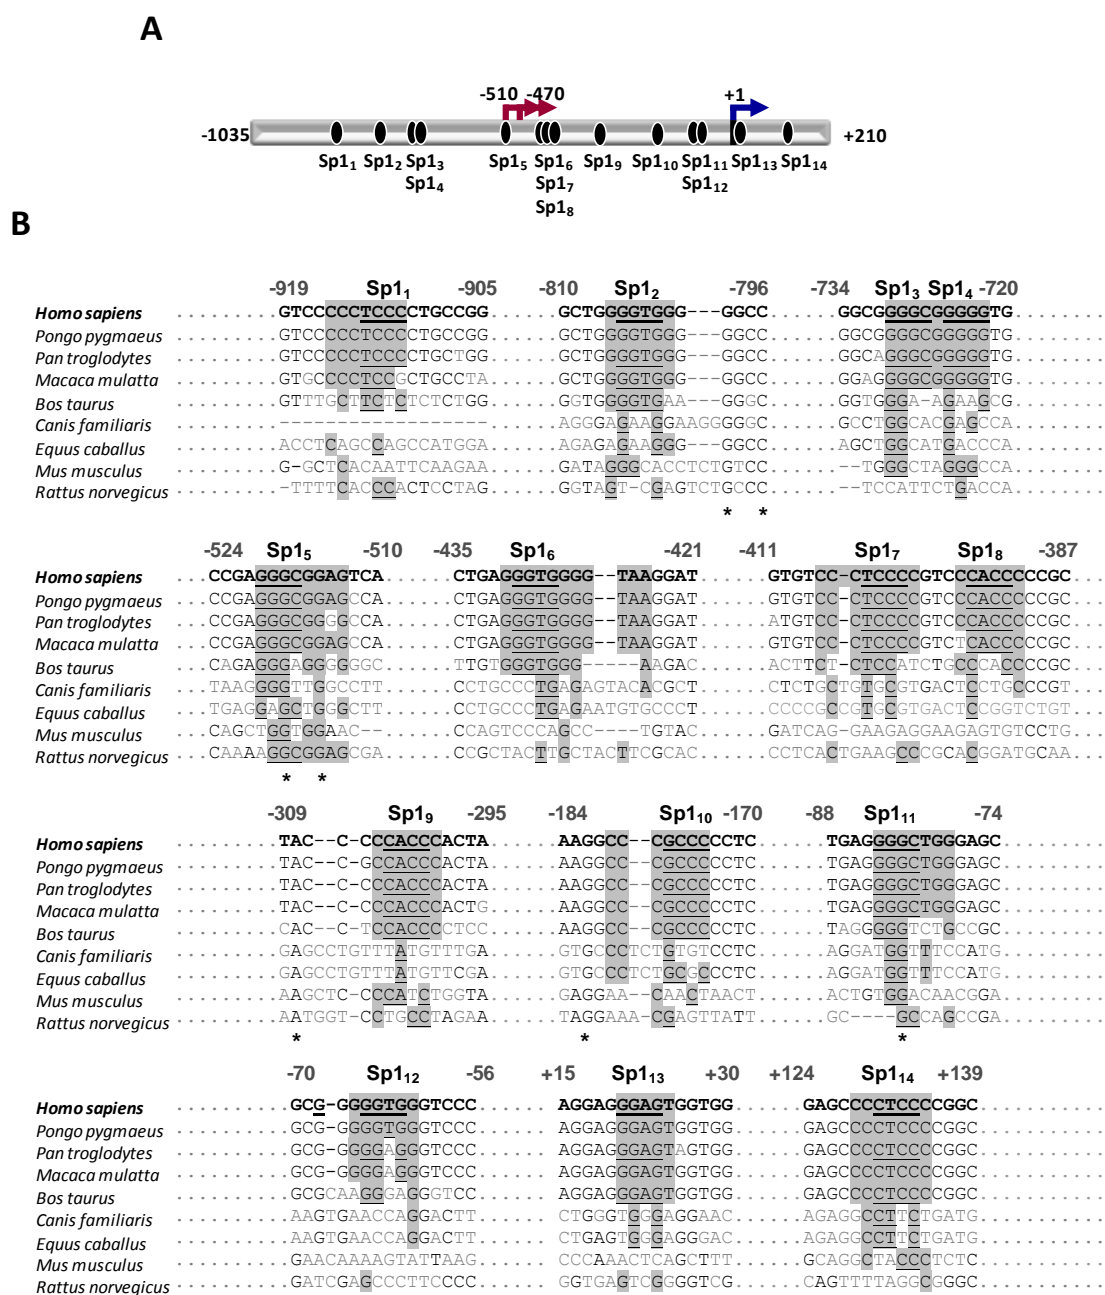 A
-510 -470 +1
-1035 +210
Sp1₁ Sp1₂ Sp1₃ Sp1₅ Sp1₆ Sp1₉ Sp1₁₀ Sp1₁₁ Sp1₁₃ Sp1₁₄
Sp1₄ Sp1₇ Sp1₁₂
Sp1₈
B
-919 Sp1₁ -905 -810 Sp1₂ -796 -734 Sp1₃ Sp1₄ -720
Homo sapiens ........GTCCCCCTCCCCTGCCGG......GCTGGGGTGGG---GGCC......GGCGGGGCGGGGGTG........
Pongo pygmaeus ........GTCCCCCTCCCCTGCCGG......GCTGGGGTGGG---GGCC......GGCGGGGCGGGGGTG........
Pan troglodytes ........GTCCCCCTCCCCTGCTGG......GCTGGGGTGGG---GGCC......GGCAGGGCGGGGGTG........
Macaca mulatta ........GTGCCCCTCCGCTGCCTA......GCTGGGGTGGG---GGCC......GGAGGGGCGGGGGTG........
Bos taurus ........GTTTGCTTCTCTCTCTGG......GGTGGGGTGAA---GGGC......GGTGGGA-AGAAGCG........
Canis familiaris ........------------------......AGGGAGAAGGAAGGGGGC......GCCTGGCACGAGCCA........
Equus caballus ........ACCTCAGCCAGCCATGGA......AGAGAGAAGGG---GGCC......AGCTGGCATGACCCA........
Mus musculus ........G-GCTCACAATTCAAGAA......GATAGGGCACCTCTGTCC......--TGGGCTAGGGCCA........
Rattus norvegicus ........-TTTTCACCCACTCCTAG......GGTAGT-CGAGTCTGCCC......--TCCATTCTGACCA........
* *
-524 Sp1₅ -510 -435 Sp1₆ -421 -411 Sp1₇ Sp1₈ -387
Homo sapiens ...CCGAGGGCGGAGTCA......CTGAGGGTGGGG--TAAGGAT......GTGTCC-CTCCCCGTCCCACCCCCCGC...
Pongo pygmaeus ...CCGAGGGCGGAGCCA......CTGAGGGTGGGG--TAAGGAT......GTGTCC-CTCCCCGTCCCACCCCCCGC...
Pan troglodytes ...CCGAGGGCGGGGCCA......CTGAGGGTGGGG--TAAGGAT......ATGTCC-CTCCCCGTCCCACCCCCCGC...
Macaca mulatta ...CCGAGGGCGGAGCCA......CTGAGGGTGGGG--TAAGGAT......GTGTCC-CTCCCCGTCTCACCCCCCGC...
Bos taurus ...CAGAGGGAGGGGGGC......TTGTGGGTGGG-----AAGAC......ACTTCT-CTCCATCTGCCCACCCCCGC...
Canis familiaris ...TAAGGGGTTGGCCTT......CCTGCCCTGAGAGTACACGCT......CTCTGCTGTGCGTGACTCCTGCCCGT...
Equus caballus ...TGAGGAGCTGGGCTT......CCTGCCCTGAGAATGTGCCCT......CCCCGCCGTGCGTGACTCCGGTCTGT...
Mus musculus ...CAGCTGGTGGAAC--......CCAGTCCCAGCC----TGTAC......GATCAG-GAAGAGGAAGAGTGTCCTG...
Rattus norvegicus ...CAAAAGGCGGAGCGA......CCGCTACTTGCTACTTCGCAC......CCTCACTGAAGCCCGCACGGATGCAA...
* *
-309 Sp1₉ -295 -184 Sp1₁₀ -170 -88 Sp1₁₁ -74
Homo sapiens ........TAC--C-CCCACCCACTA......AAGGCC--CGCCCCCTC......TGAGGGGCTGGGAGC........
Pongo pygmaeus ........TAC--C-GCCACCCACTA......AAGGCC--CGCCCCCTC......TGAGGGGCTGGGAGC........
Pan troglodytes ........TAC--C-CCCACCCACTA......AAGGCC--CGCCCCCTC......TGAGGGGCTGGGAGC........
Macaca mulatta ........TAC--C-CCCACCCACTG......AAGGCC--CGCCCCCTC......TGAGGGGCTGGGAGC........
Bos taurus ........CAC--C-TCCACCCCTCC......AAGGCC--CGCCCCCTC......TAGGGGGTCTGCCGC........
Canis familiaris ........GAGCCTGTTTATGTTTGA......GTGCCCTCTGTGTCCTC......AGGATGGTTTCCATG........
Equus caballus ........GAGCCTGTTTATGTTCGA......GTGCCCTCTGCGCCCTC......AGGATGGTTTCCATG........
Mus musculus ........AAGCTC-CCCATCTGGTA......GAGGAA--CAACTAACT......ACTGTGGACAACGGA........
Rattus norvegicus ........AATGGT-CCTGCCTAGAA......TAGGAAA-CGAGTTATT......GC----GCCAGCCGA........
* * *
-70 Sp1₁₂ -56 +15 Sp1₁₃ +30 +124 Sp1₁₄ +139
Homo sapiens ........GCG-GGGGTGGGTCCC......AGGAGGGAGTGGTGG......GAGCCCCTCCCCGGC........
Pongo pygmaeus ........GCG-GGGGTGGGTCCC......AGGAGGGAGTGGTGG......GAGCCCCTCCCCGGC........
Pan troglodytes ........GCG-GGGGAGGGTCCC......AGGAGGGAGTAGTGG......GAGCCCCTCCCCGGC........
Macaca mulatta ........GCG-GGGGAGGGTCCC......AGGAGGGAGTGGTGG......GAGCCCCTCCCCGGC........
Bos taurus ........GCGCAAGGGAGGGTCC......AGGAGGGAGTGGTGG......GAGCCCCTCCCCGGC........
Canis familiaris ........AAGTGAACCAGGACTT......CTGGGTGGGAGGAAC......AGAGGCCTTCTGATG........
Equus caballus ........AAGTGAACCAGGACTT......CTGAGTGGGAGGGAC......AGAGGCCTTCTGATG........
Mus musculus ........GAACAAAAGTATTAAG......CCCAAACTCAGCTTT......GCAGGCTACCCTCTC........
Rattus norvegicus ........GATCGAGCCCTTCCCC......GGTGAGTCGGGGTCG......CAGTTTTAGGCGGGC........